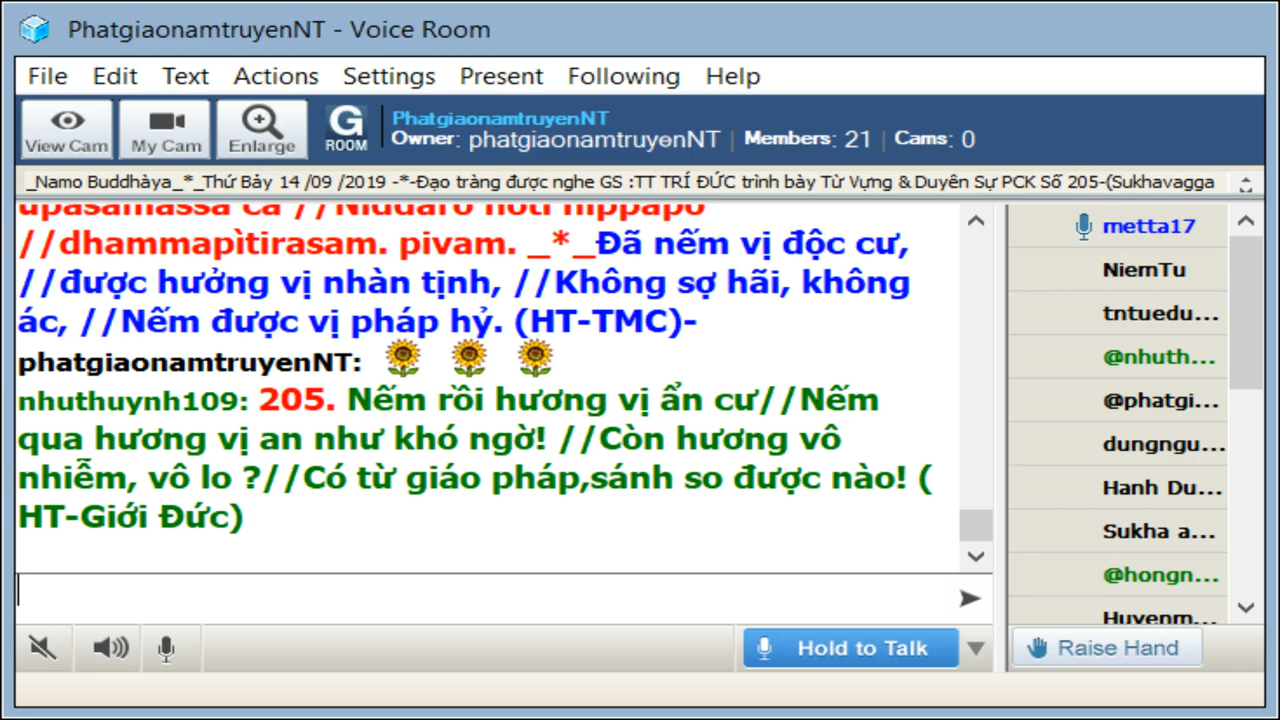 PhatgiaonamtruyenNT - Voice Room
File Edit Text Actions Settings Present Following Help
View Cam My Cam Enlarge G ROOM
PhatgiaonamtruyenNT
Owner: phatgiaonamtruyenNT | Members: 21 | Cams: 0
_Namo Buddhàya_*_Thứ Bảy 14 /09 /2019 -*-Đạo tràng được nghe GS :TT TRÍ ĐỨC trình bày Từ Vựng & Duyên Sự PCK Số 205-(Sukhavagga
upasamassa ca //Niddaro hoti nippàpo
//dhammapìtirasam. pivam. _*_Đã nếm vị độc cư,
//được hưởng vị nhàn tịnh, //Không sợ hãi, không
ác, //Nếm được vị pháp hỷ. (HT-TMC)-
phatgiaonamtruyenNT:
nhuthuynh109: 205. Nếm rồi hương vị ẩn cư//Nếm
qua hương vị an như khó ngờ! //Còn hương vô
nhiễm, vô lo ?//Có từ giáo pháp,sánh so được nào! (
HT-Giới Đức)
metta17
NiemTu
tntuedu...
@nhuth...
@phatgi...
dungngu...
Hanh Du...
Sukha a...
@hongn...
Huyenm...
Hold to Talk
Raise Hand